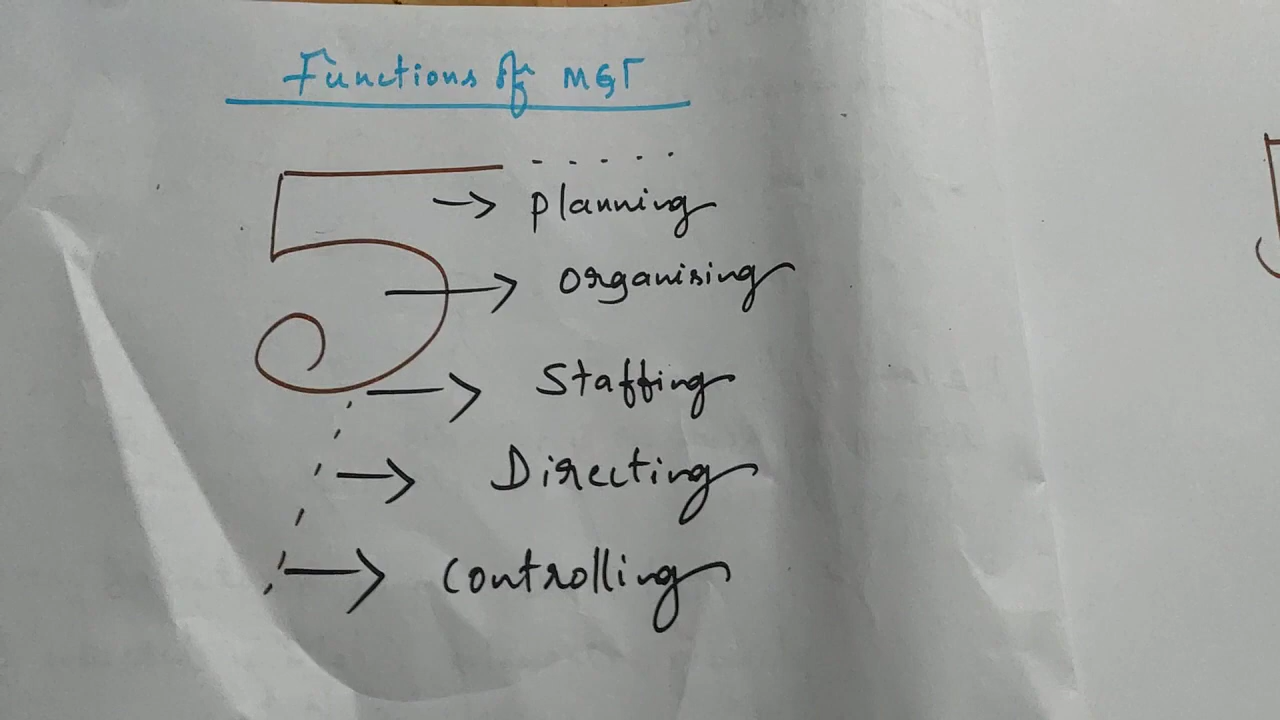 Functions of MGT
5
→ planning
→ organising
→ Staffing
→ Directing
→ Controlling